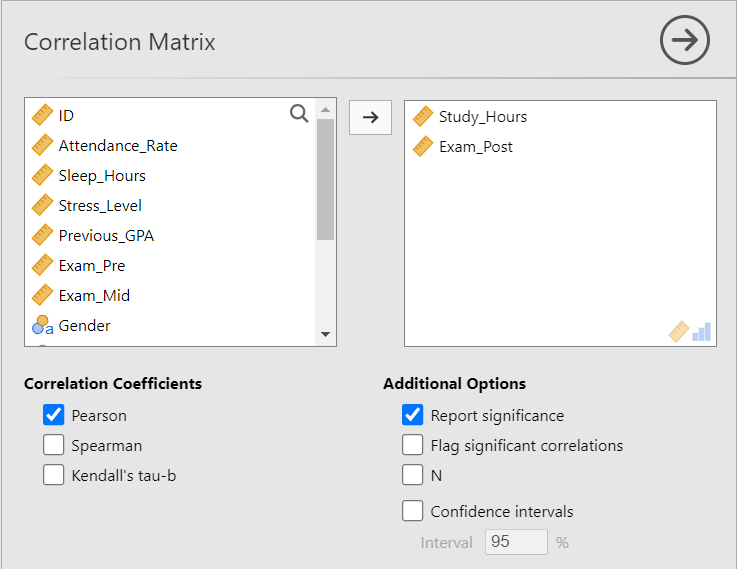 Correlation Matrix
ID
Attendance_Rate
Sleep_Hours
Stress_Level
Previous_GPA
Exam_Pre
Exam_Mid
a Gender
Study_Hours
Exam_Post
Correlation Coefficients
Pearson
Spearman
Kendall's tau-b
Additional Options
Report significance
Flag significant correlations
N
Confidence intervals
Interval 95 %